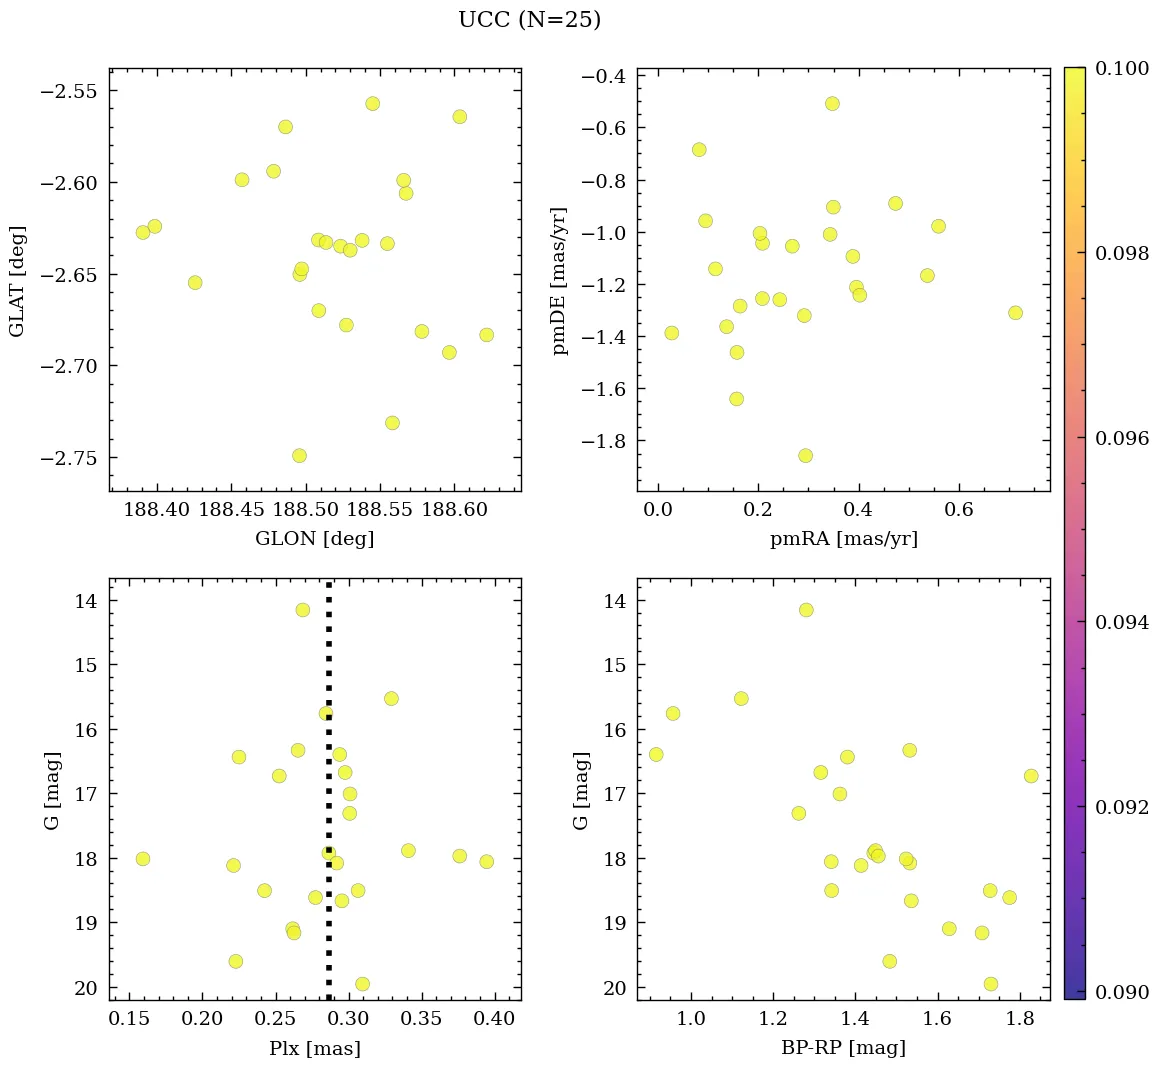 UCC (N=25)
−2.55
−2.60
−2.65
−2.70
−2.75
GLAT [deg]
188.40 188.45 188.50 188.55 188.60
GLON [deg]
−0.4
−0.6
−0.8
−1.0
−1.2
−1.4
−1.6
−1.8
pmDE [mas/yr]
0.0 0.2 0.4 0.6
pmRA [mas/yr]
14
15
16
17
18
19
20
G [mag]
0.15 0.20 0.25 0.30 0.35 0.40
Plx [mas]
14
15
16
17
18
19
20
G [mag]
1.0 1.2 1.4 1.6 1.8
BP-RP [mag]
0.100
0.098
0.096
0.094
0.092
0.090